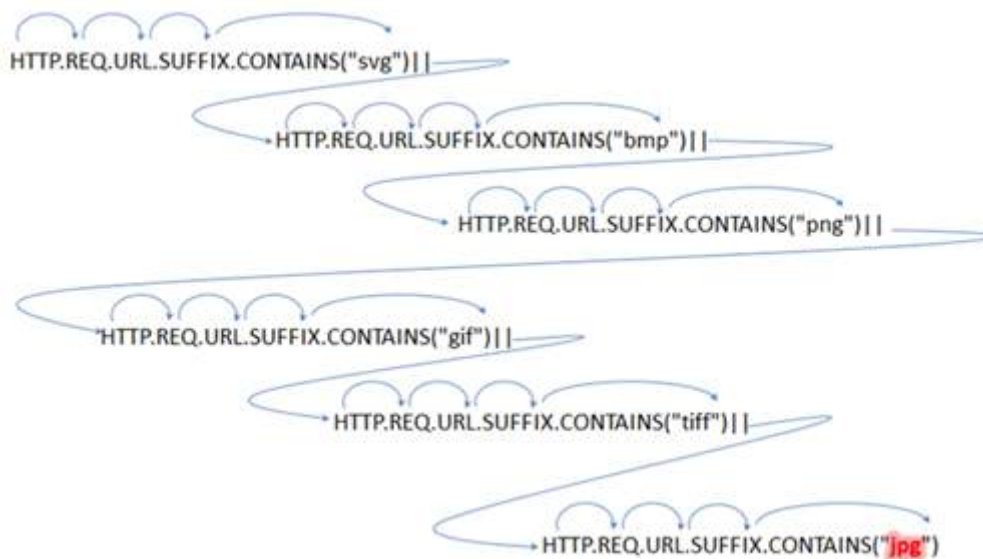 HTTP.REQ.URL.SUFFIX.CONTAINS("svg")||
HTTP.REQ.URL.SUFFIX.CONTAINS("bmp")||
HTTP.REQ.URL.SUFFIX.CONTAINS("png")||
HTTP.REQ.URL.SUFFIX.CONTAINS("gif")||
HTTP.REQ.URL.SUFFIX.CONTAINS("tiff")||
HTTP.REQ.URL.SUFFIX.CONTAINS("jpg")